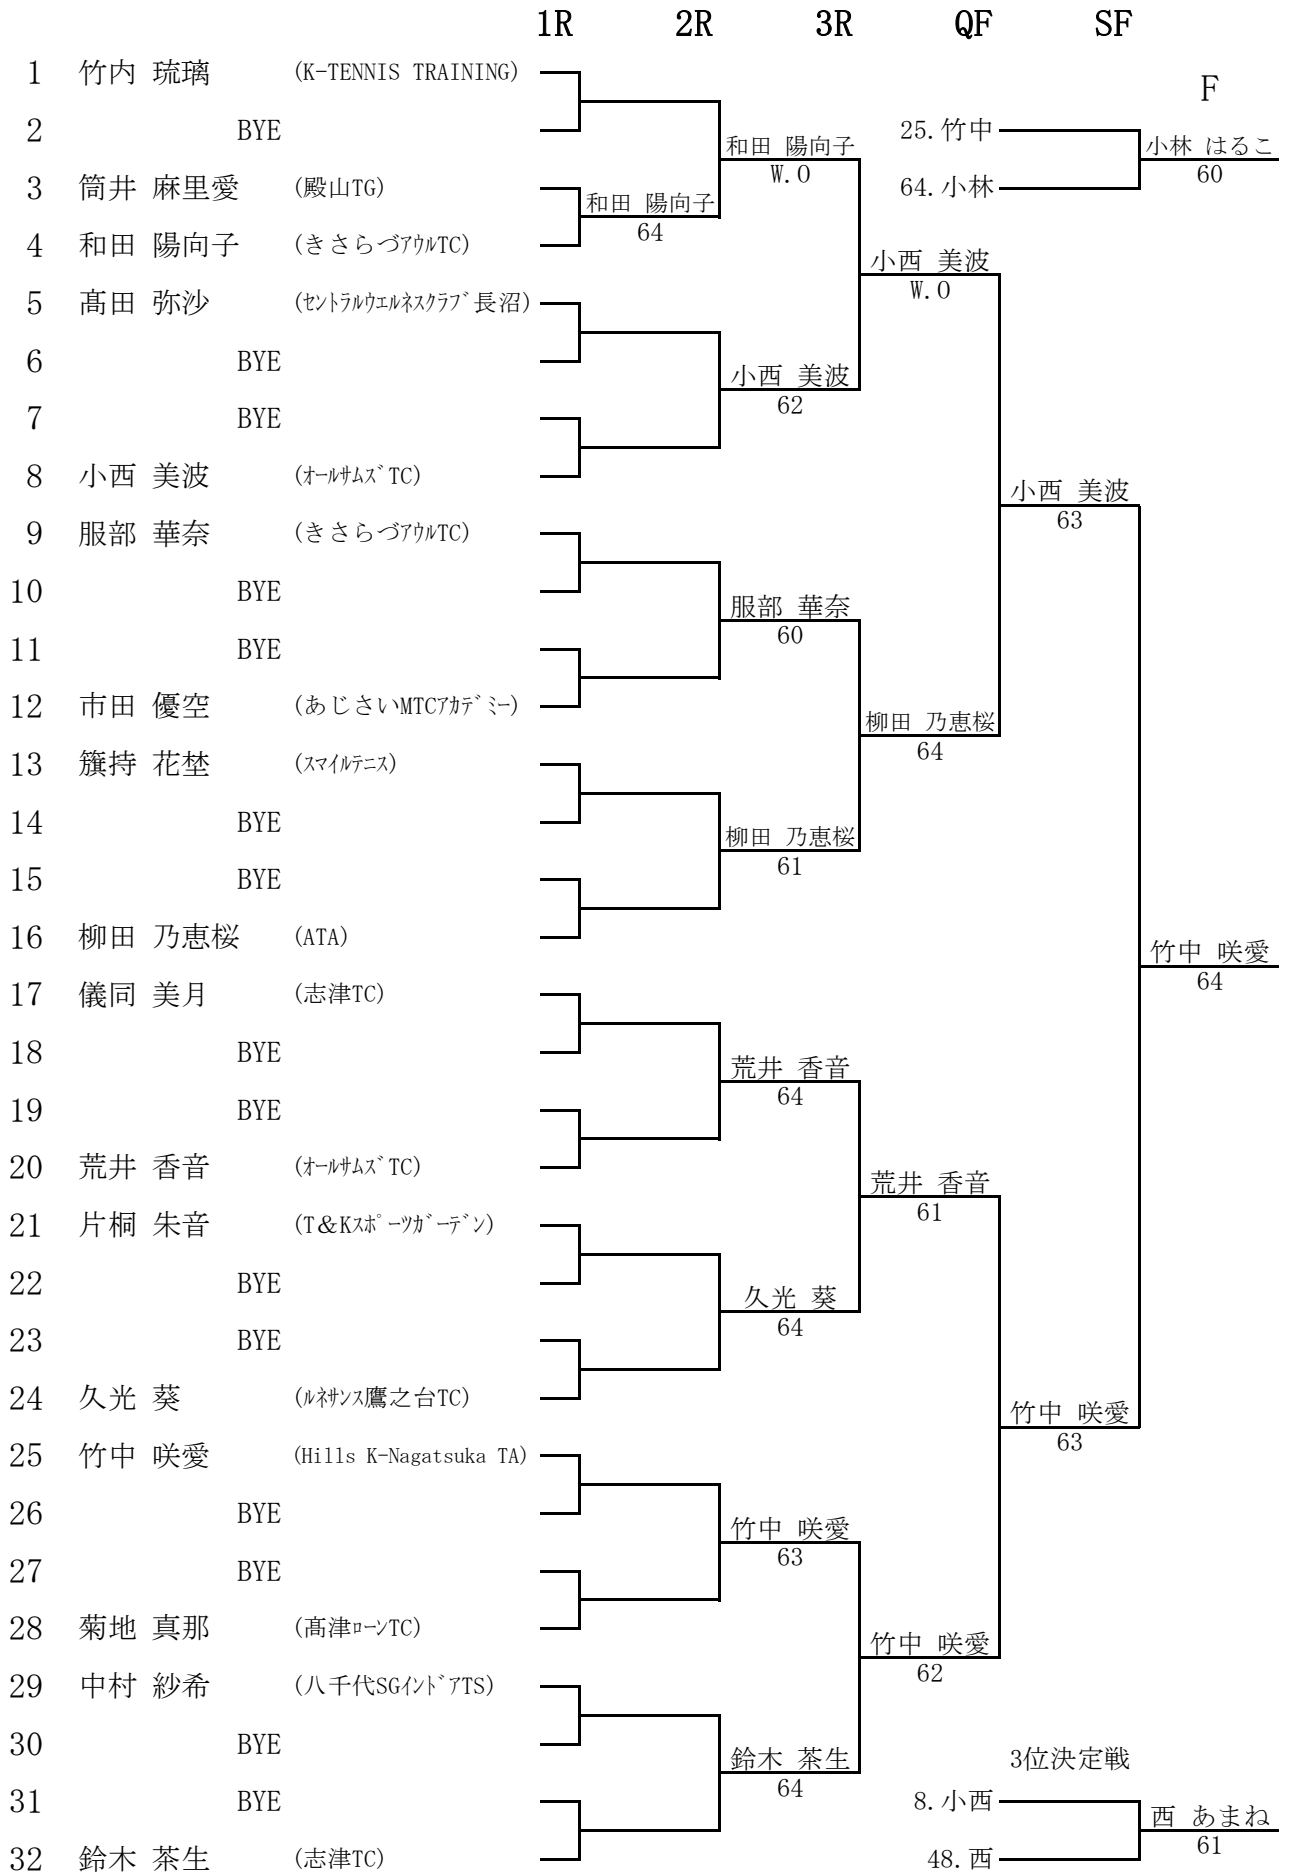 1R 2R 3R QF SF
F
1 竹内 琉璃 (K-TENNIS TRAINING)
2 BYE
25.竹中
小林 はるこ
60
64.小林
和田 陽向子
W.O
3 筒井 麻里愛 (殿山TG)
和田 陽向子
64
4 和田 陽向子 (きさらづｱｳﾙTC)
小西 美波
W.O
5 髙田 弥沙 (ｾﾝﾄﾗﾙｳｴﾙﾈｽｸﾗﾌﾞ長沼)
6 BYE
小西 美波
62
7 BYE
8 小西 美波 (ｵｰﾙｻﾑｽﾞTC)
小西 美波
63
9 服部 華奈 (きさらづｱｳﾙTC)
10 BYE
服部 華奈
60
11 BYE
12 市田 優空 (あじさいMTCｱｶﾃﾞﾐｰ)
柳田 乃恵桜
64
13 籏持 花埜 (ｽﾏｲﾙﾃﾆｽ)
14 BYE
柳田 乃恵桜
61
15 BYE
16 柳田 乃恵桜 (ATA)
竹中 咲愛
64
17 儀同 美月 (志津TC)
18 BYE
荒井 香音
64
19 BYE
20 荒井 香音 (ｵｰﾙｻﾑｽﾞTC)
荒井 香音
61
21 片桐 朱音 (T＆Kｽﾎﾟｰﾂｶﾞｰﾃﾞﾝ)
22 BYE
久光 葵
64
23 BYE
24 久光 葵 (ﾙﾈｻﾝｽ鷹之台TC)
竹中 咲愛
63
25 竹中 咲愛 (Hills K-Nagatsuka TA)
26 BYE
竹中 咲愛
63
27 BYE
28 菊地 真那 (髙津ﾛｰﾝTC)
竹中 咲愛
62
29 中村 紗希 (八千代SGｲﾝﾄﾞｱTS)
30 BYE
鈴木 茶生
64
3位決定戦
31 BYE
8.小西
西 あまね
61
32 鈴木 茶生 (志津TC)
48.西